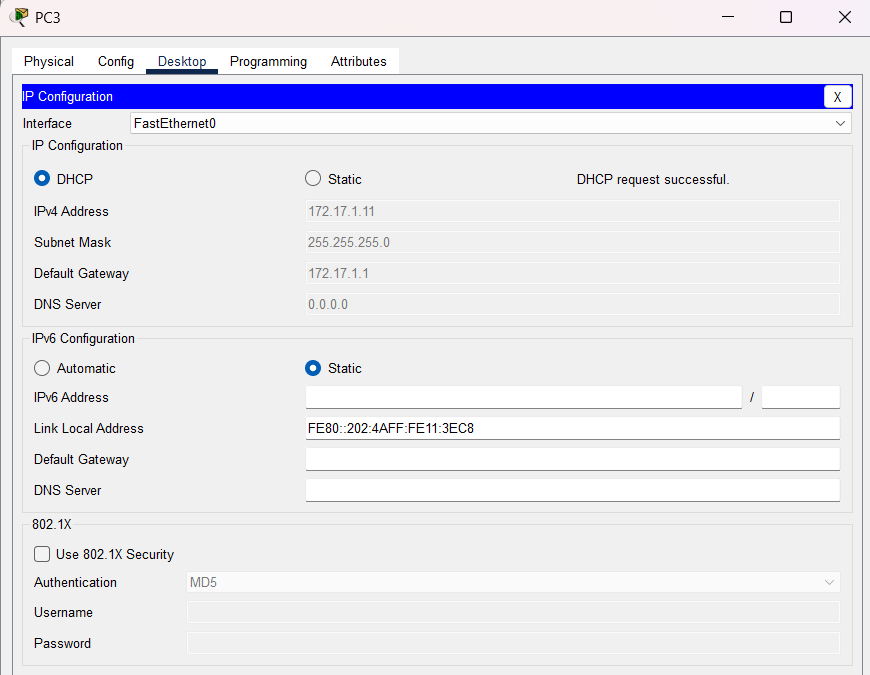 PC3
Physical Config Desktop Programming Attributes
IP Configuration X
Interface FastEthernet0
IP Configuration
DHCP Static DHCP request successful.
IPv4 Address 172.17.1.11
Subnet Mask 255.255.255.0
Default Gateway 172.17.1.1
DNS Server 0.0.0.0
IPv6 Configuration
Automatic Static
IPv6 Address /
Link Local Address FE80::202:4AFF:FE11:3EC8
Default Gateway
DNS Server
802.1X
Use 802.1X Security
Authentication MD5
Username
Password